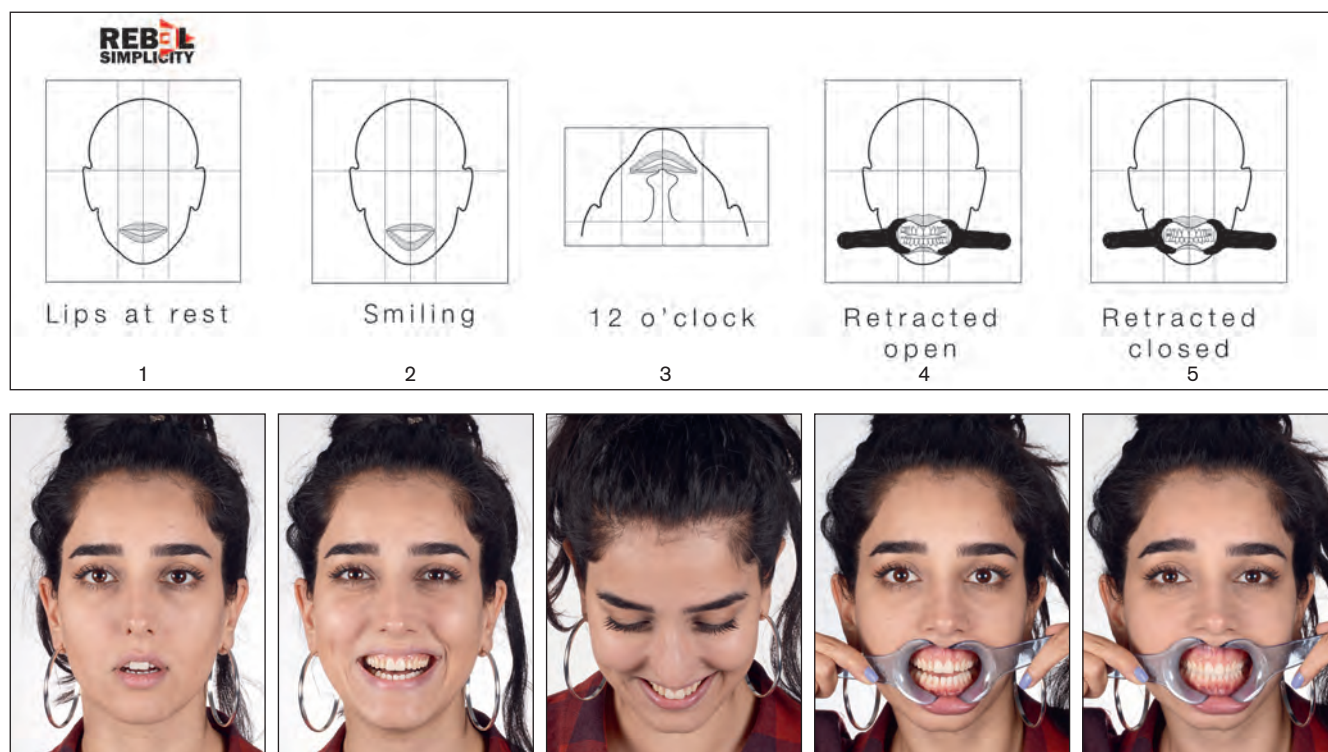 REBEL
SIMPLICITY
Lips at rest
Smiling
12 o'clock
Retracted
open
Retracted
closed
1
2
3
4
5